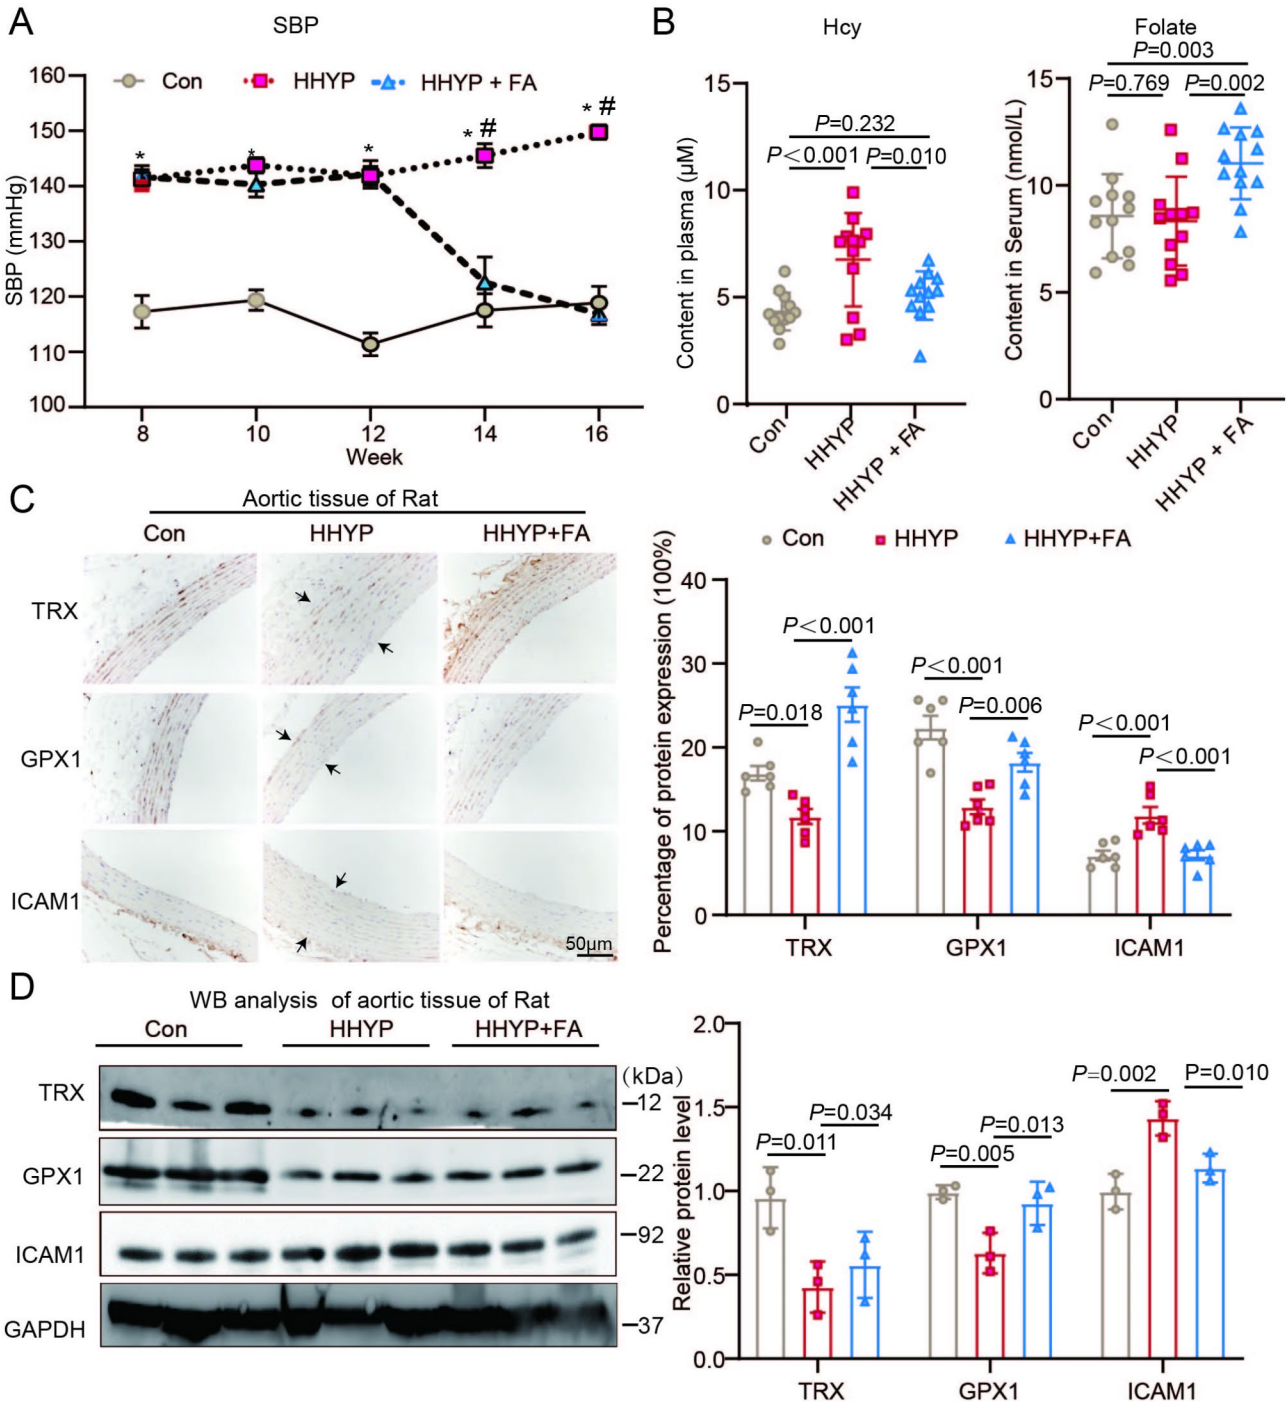 A
SBP
Con
HHYP
HHYP + FA
SBP (mmHg)
160
150
140
130
120
110
100
* * * * # * #
8 10 12 14 16
Week
B
Hcy
Content in plasma (μM)
15
10
5
0
P=0.232
P<0.001 P=0.010
Con
HHYP
HHYP + FA
Folate
Content in Serum (nmol/L)
15
10
5
0
P=0.003
P=0.769 P=0.002
Con
HHYP
HHYP + FA
C
Aortic tissue of Rat
Con HHYP HHYP+FA
TRX
GPX1
ICAM1
50μm
Con HHYP HHYP+FA
Percentage of protein expression (100%)
40
30
20
10
0
P<0.001
P=0.018
P<0.001
P=0.006
P<0.001
P<0.001
TRX GPX1 ICAM1
D
WB analysis of aortic tissue of Rat
Con HHYP HHYP+FA
(kDa)
TRX
12
GPX1
22
ICAM1
92
GAPDH
37
Relative protein level
2.0
1.5
1.0
0.5
0.0
P=0.011
P=0.034
P=0.005
P=0.013
P=0.002
P=0.010
TRX GPX1 ICAM1